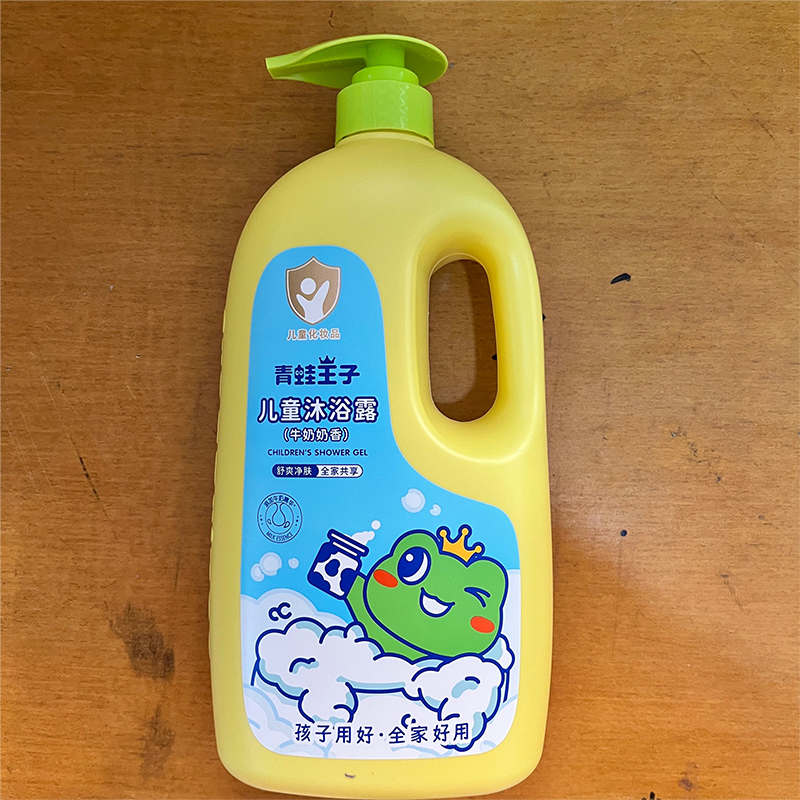 儿童化妆品
青蛙王子
儿童沐浴露
(牛奶奶香)
CHILDREN'S SHOWER GEL
舒爽净肤 全家共享
MILK ESSENCE
孩子用好·全家好用